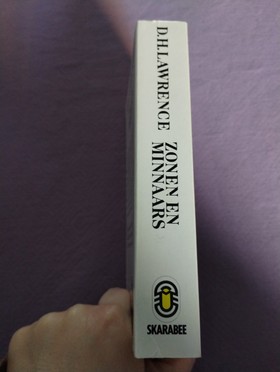 D.H.LAWRENCE
ZONEN EN
MINNAARS
SKARABEE